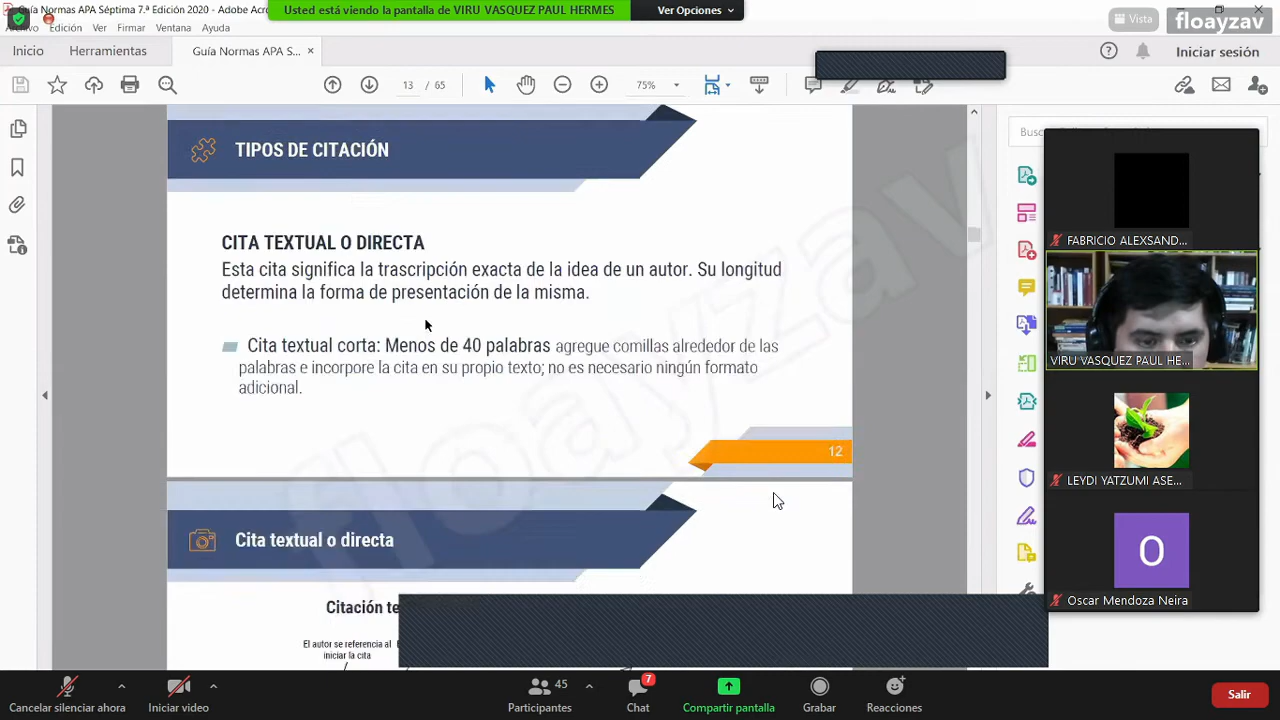 Guía Normas APA Séptima 7.ª Edición 2020 - Adobe Acro
Usted está viendo la pantalla de VIRU VASQUEZ PAUL HERMES
Ver Opciones
Vista
floayzav
Archivo Edición Ver Firmar Ventana Ayuda
Inicio Herramientas Guía Normas APA S... × Iniciar sesión
13 / 65 75%
TIPOS DE CITACIÓN
CITA TEXTUAL O DIRECTA
Esta cita significa la trascripción exacta de la idea de un autor. Su longitud
determina la forma de presentación de la misma.
Cita textual corta: Menos de 40 palabras agregue comillas alrededor de las
palabras e incorpore la cita en su propio texto; no es necesario ningún formato
adicional.
12
Cita textual o directa
Citación te
El autor se referencia al
iniciar la cita
floayzav
Busc
FABRICIO ALEXSAND...
VIRU VASQUEZ PAUL HE...
LEYDI YATZUMI ASE...
O
Oscar Mendoza Neira
45
7
Cancelar silenciar ahora Iniciar video Participantes Chat Compartir pantalla Grabar Reacciones Salir